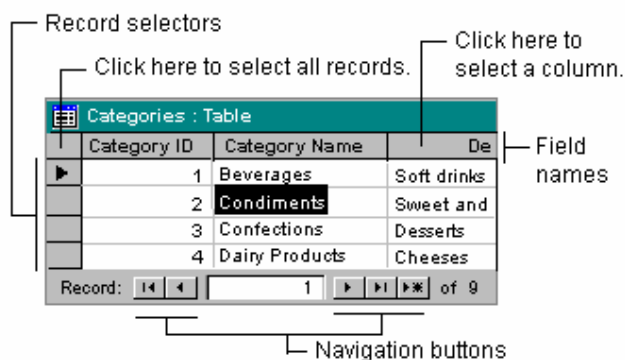 Record selectors
Click here to select all records.
Click here to
select a column.
Categories : Table
Category ID Category Name De
Field
names
1 Beverages Soft drinks
2 Condiments Sweet and
3 Confections Desserts
4 Dairy Products Cheeses
Record: 1 of 9
Navigation buttons